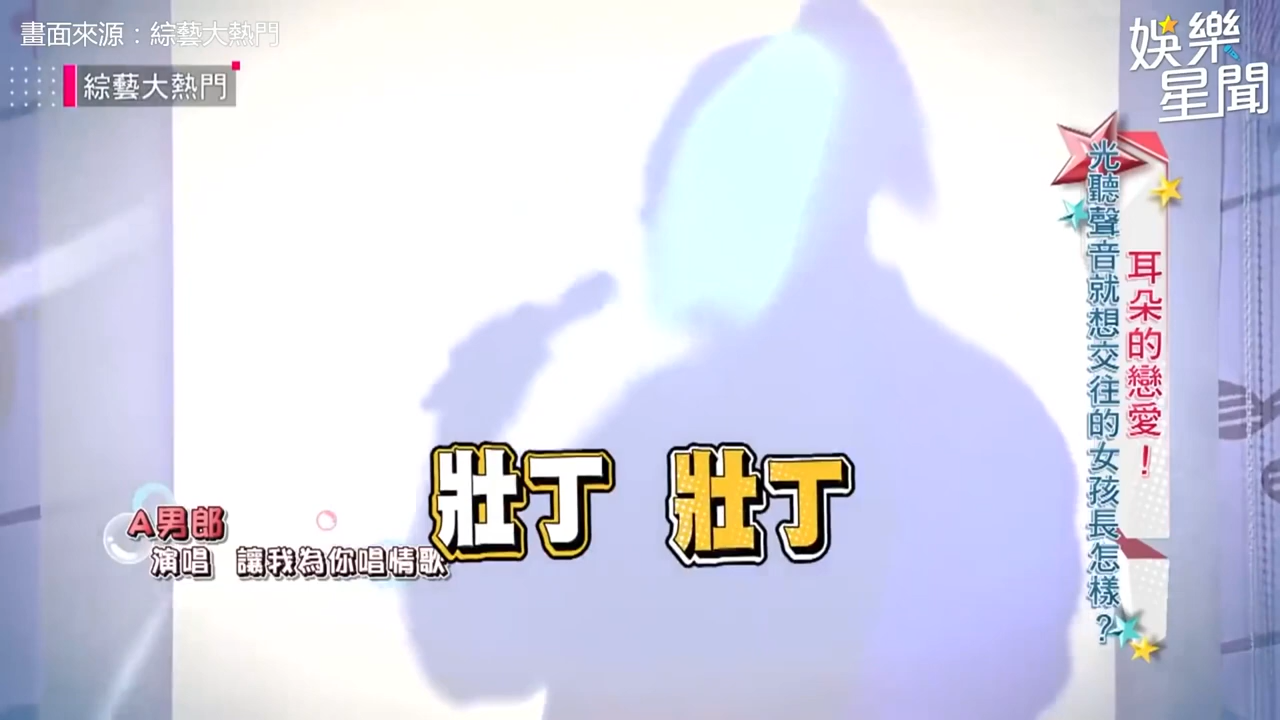 畫面來源：綜藝大熱門
綜藝大熱門
娛樂
星聞
耳朵的戀愛！
光聽聲音就想交往的女孩長怎樣？
壯丁 壯丁
A男郎
演唱 讓我為你唱情歌